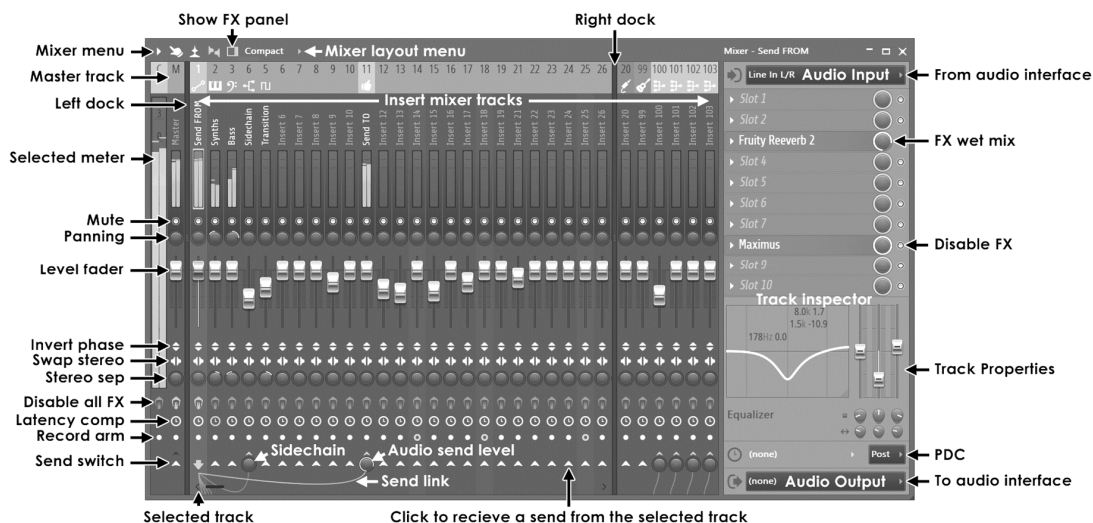 Show FX panel
Right dock
Mixer menu
Compact
Mixer layout menu
Mixer - Send FROM
Master track
C M 1 2 3 6 5 6 7 8 9 10 11 12 13 14 15 16 17 18 19 20 21 22 23 24 25 26 20 99 100 101 102 103
Line In L/R Audio Input
From audio interface
Left dock
Insert mixer tracks
Master
Send FROM
Synths
Bass
Sidechain
Transition
Insert 6
Insert 7
Insert 8
Insert 9
Insert 10
Send TO
Insert 12
Insert 13
Insert 14
Insert 15
Insert 16
Insert 17
Insert 18
Insert 19
Insert 20
Insert 21
Insert 22
Insert 23
Insert 24
Insert 25
Insert 26
Insert 20
Insert 99
Insert 100
Insert 101
Insert 102
Insert 103
Slot 1
Slot 2
Fruity Reeverb 2
FX wet mix
Slot 4
Selected meter
Slot 5
Slot 6
Mute
Slot 7
Panning
Maximus
Disable FX
Level fader
Slot 9
Slot 10
Track inspector
8.0k 1.7
1.5k -10.9
178Hz 0.0
Invert phase
Swap stereo
Track Properties
Stereo sep
Disable all FX
Equalizer
Latency comp
Record arm
Sidechain
Audio send level
Send switch
(none)
Post
PDC
Send link
(none) Audio Output
To audio interface
Selected track
Click to recieve a send from the selected track